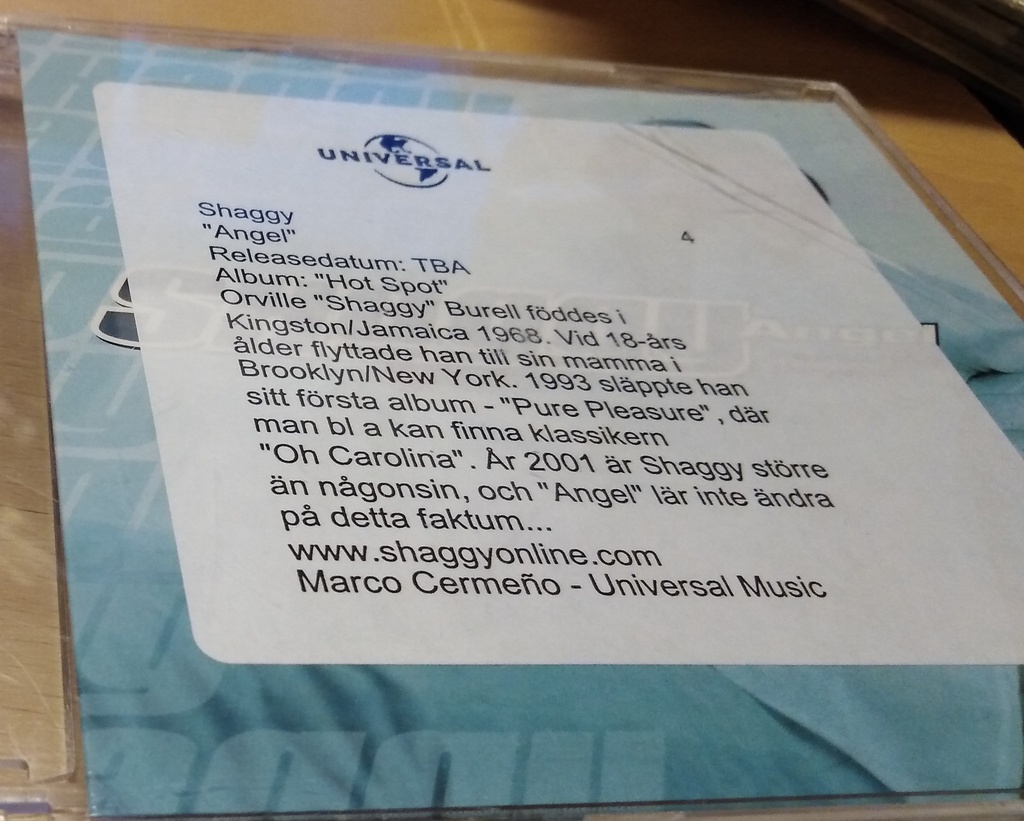 UNIVERSAL
4
Shaggy
"Angel"
Releasedatum: TBA
Album: "Hot Spot"
Orville "Shaggy" Burell föddes i
Kingston/Jamaica 1968. Vid 18-års
ålder flyttade han till sin mamma i
Brooklyn/New York. 1993 släppte han
sitt första album - "Pure Pleasure" , där
man bl a kan finna klassikern
"Oh Carolina" . År 2001 är Shaggy större
än någonsin, och "Angel" lär inte ändra
på detta faktum...
www.shaggyonline.com
Marco Cermeño - Universal Music